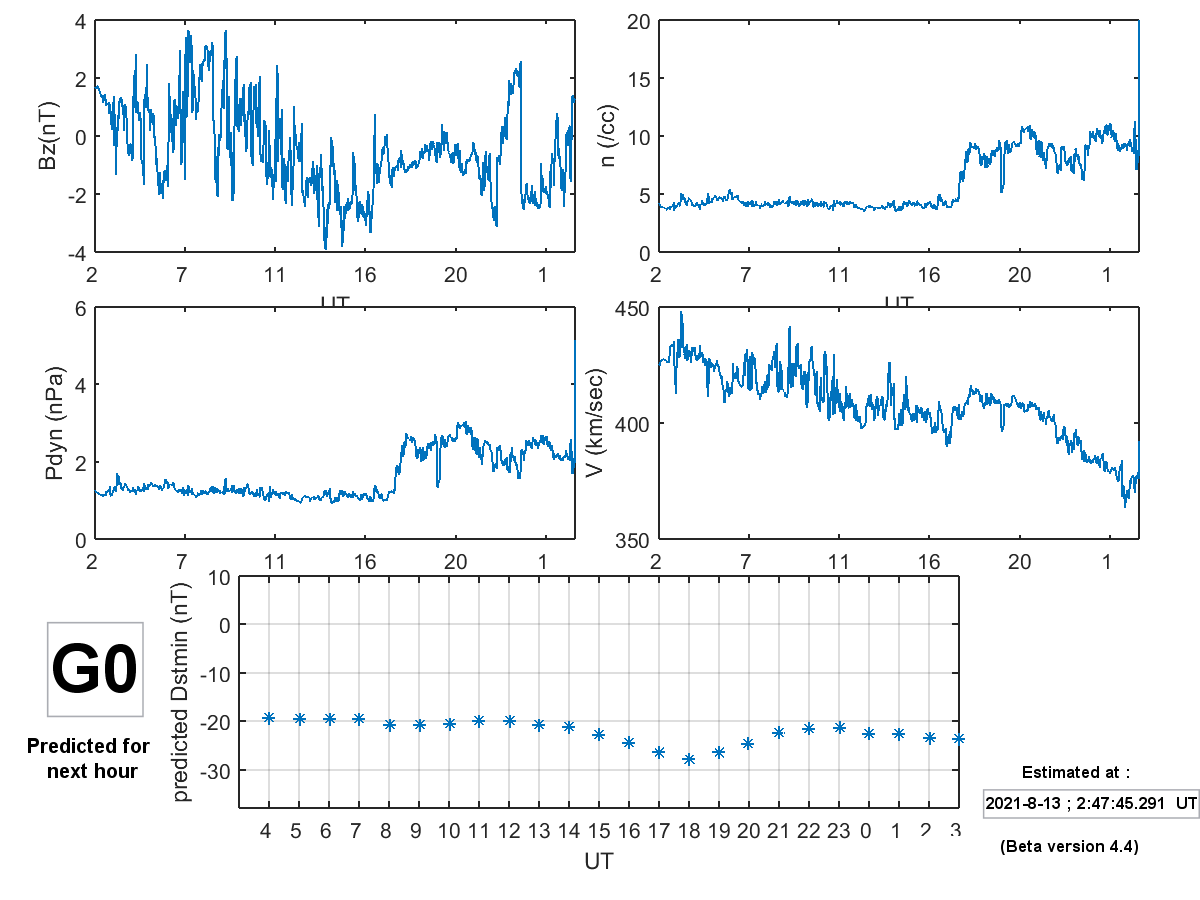 4
2
0
-2
-4
Bz(nT)
2 7 11 16 20 1
UT
20
15
10
5
0
n (/cc)
2 7 11 16 20 1
UT
6
4
2
0
Pdyn (nPa)
2 7 11 16 20 1
450
400
350
V (km/sec)
2 7 11 16 20 1
10
0
-10
-20
-30
predicted Dstmin (nT)
4 5 6 7 8 9 10 11 12 13 14 15 16 17 18 19 20 21 22 23 0 1 2 3
UT
G0
Predicted for
next hour
Estimated at :
2021-8-13 ; 2:47:45.291 UT
(Beta version 4.4)